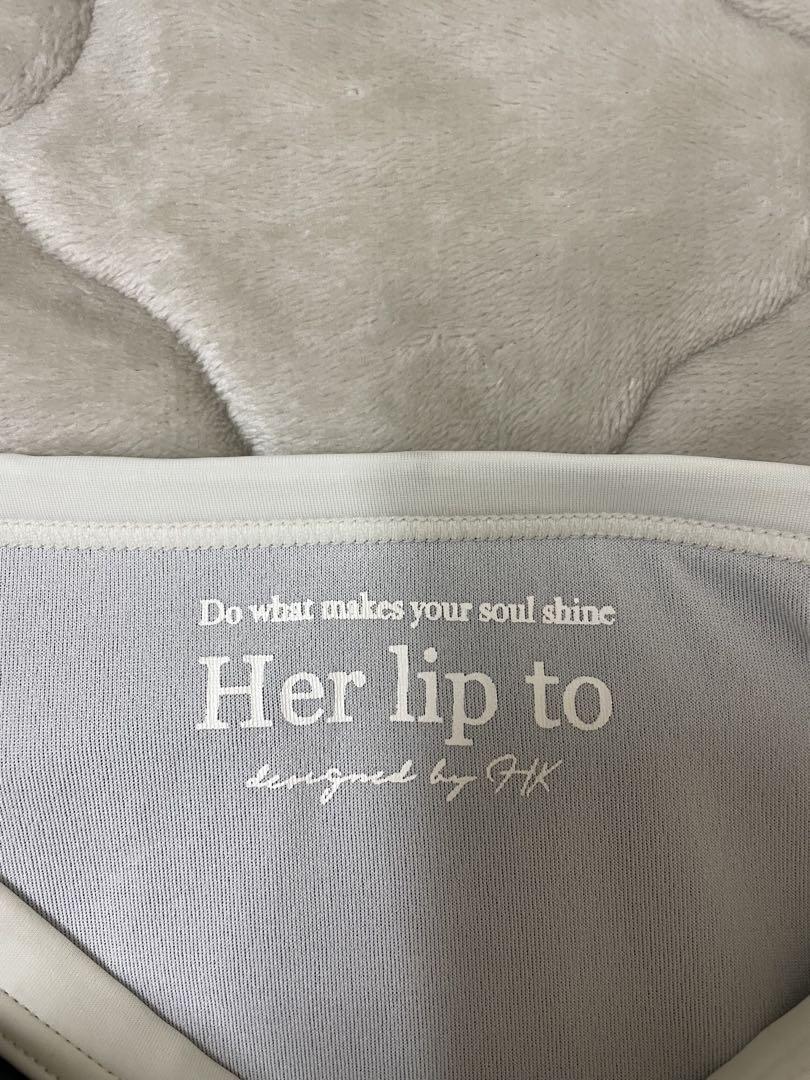 Do what makes your soul shine
Her lip to
designed by HK